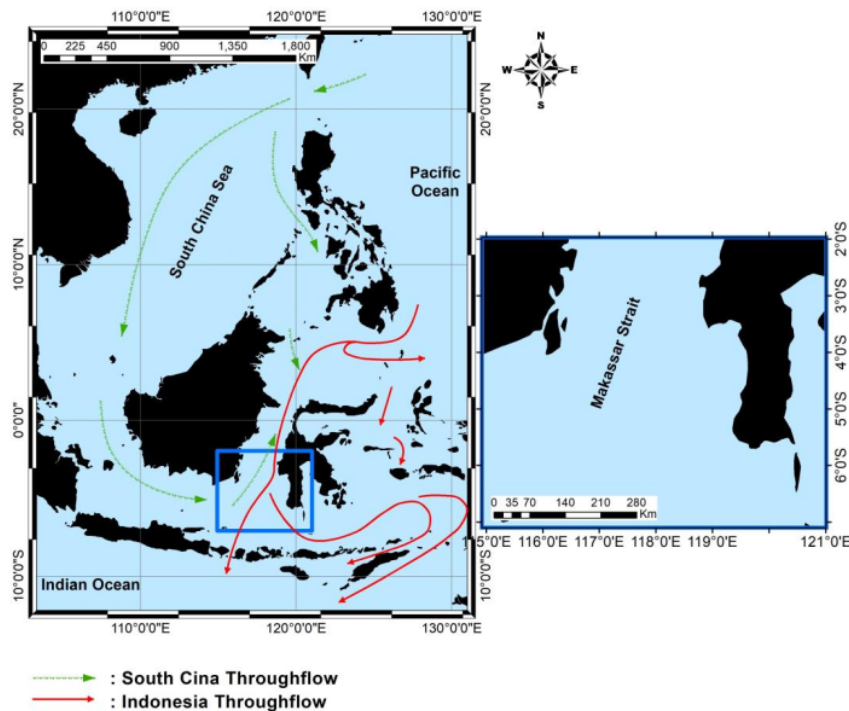 110°0'0"E 120°0'0"E 130°0'0"E
0 225 450 900 1,350 1,800
Km
N
W E
S
20°0'0"N
20°0'0"N
Pacific
Ocean
South China Sea
10°0'0"N
10°0'0"N
0°0'0"
0°0'0"
10°0'0"S
10°0'0"S
Indian Ocean
110°0'0"E 120°0'0"E 130°0'0"E
2°0'S
3°0'S
4°0'S
5°0'S
6°0'S
Makassar Strait
0 35 70 140 210 280
Km
115°0'E 116°0'E 117°0'E 118°0'E 119°0'E 121°0'E
: South Cina Throughflow
: Indonesia Throughflow